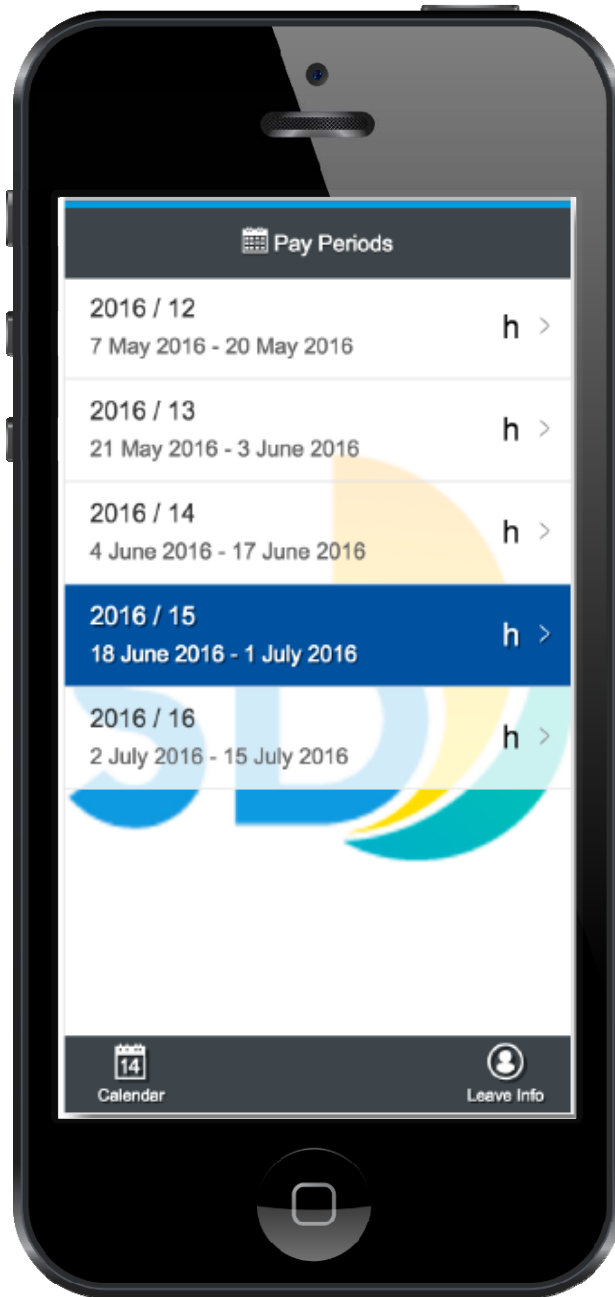 Pay Periods
2016 / 12
7 May 2016 - 20 May 2016
h >
2016 / 13
21 May 2016 - 3 June 2016
h >
2016 / 14
4 June 2016 - 17 June 2016
h >
2016 / 15
18 June 2016 - 1 July 2016
h >
2016 / 16
2 July 2016 - 15 July 2016
h >
SD
14
Calendar
Leave Info